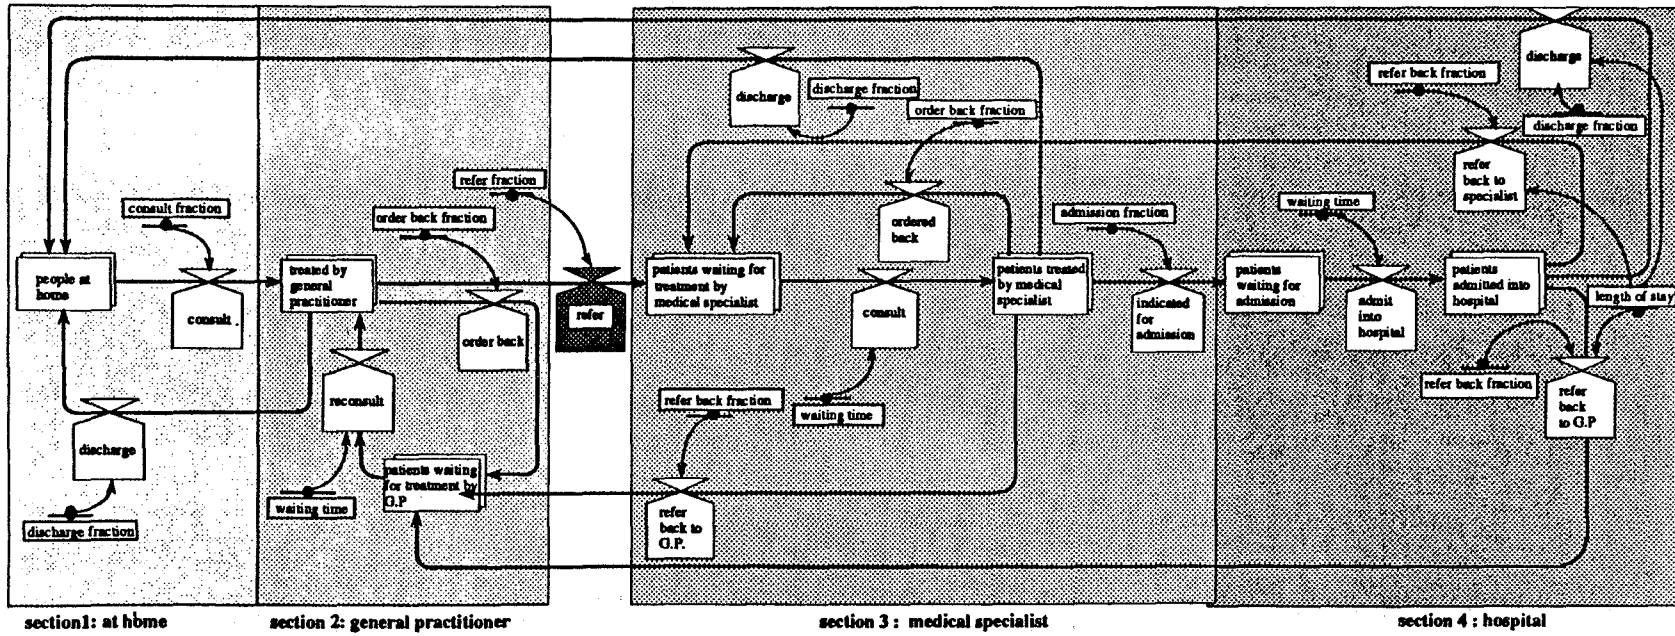 people at
home
consult fraction
consult
discharge
discharge fraction
section1: at home
treated by
general
practitioner
order back fraction
order back
reconsult
waiting time
patients waiting
for treatment by
G.P
section 2: general practitioner
refer fraction
refer
discharge
discharge fraction
order back fraction
ordered
back
patients waiting for
treatment by
medical specialist
consult
waiting time
patients treated
by medical
specialist
refer back fraction
refer
back to
G.P.
admission fraction
indicated
for
admission
section 3 : medical specialist
discharge
discharge fraction
refer back fraction
refer
back to
specialist
waiting time
patients
waiting for
admission
admit
into
hospital
patients
admitted into
hospital
length of stay
refer back fraction
refer
back
to G.P
section 4 : hospital